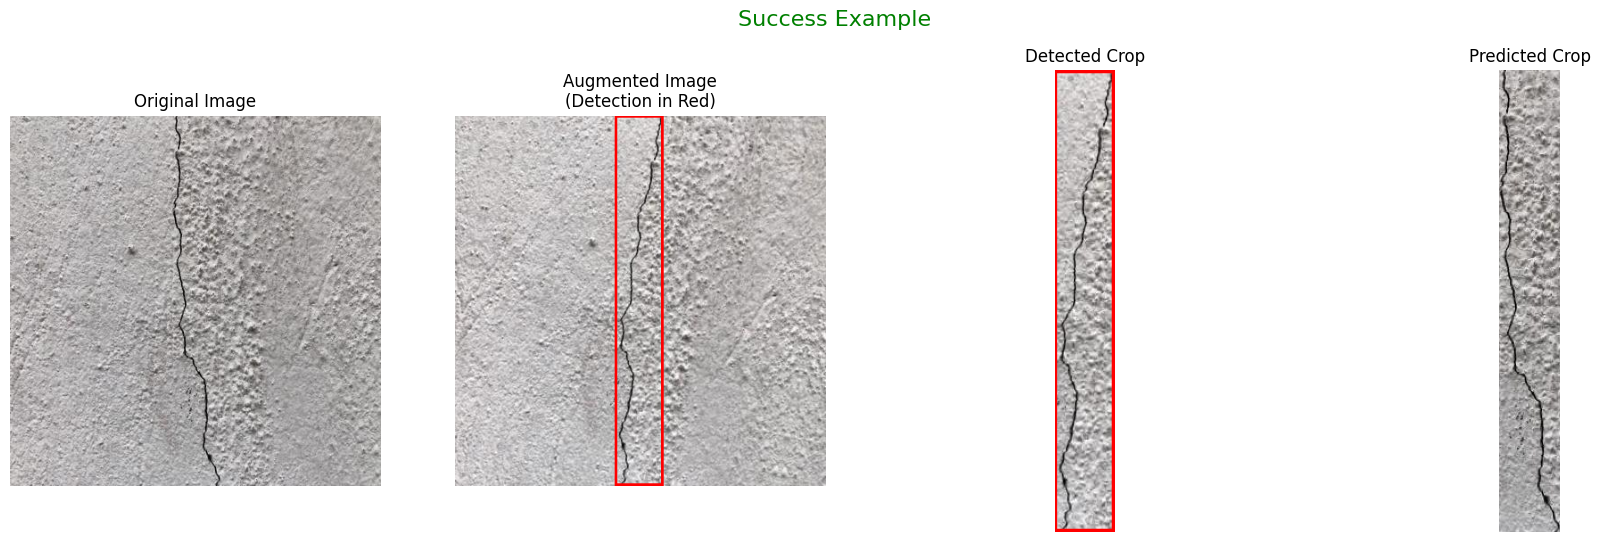 Success Example
Original Image
Augmented Image
(Detection in Red)
Detected Crop
Predicted Crop